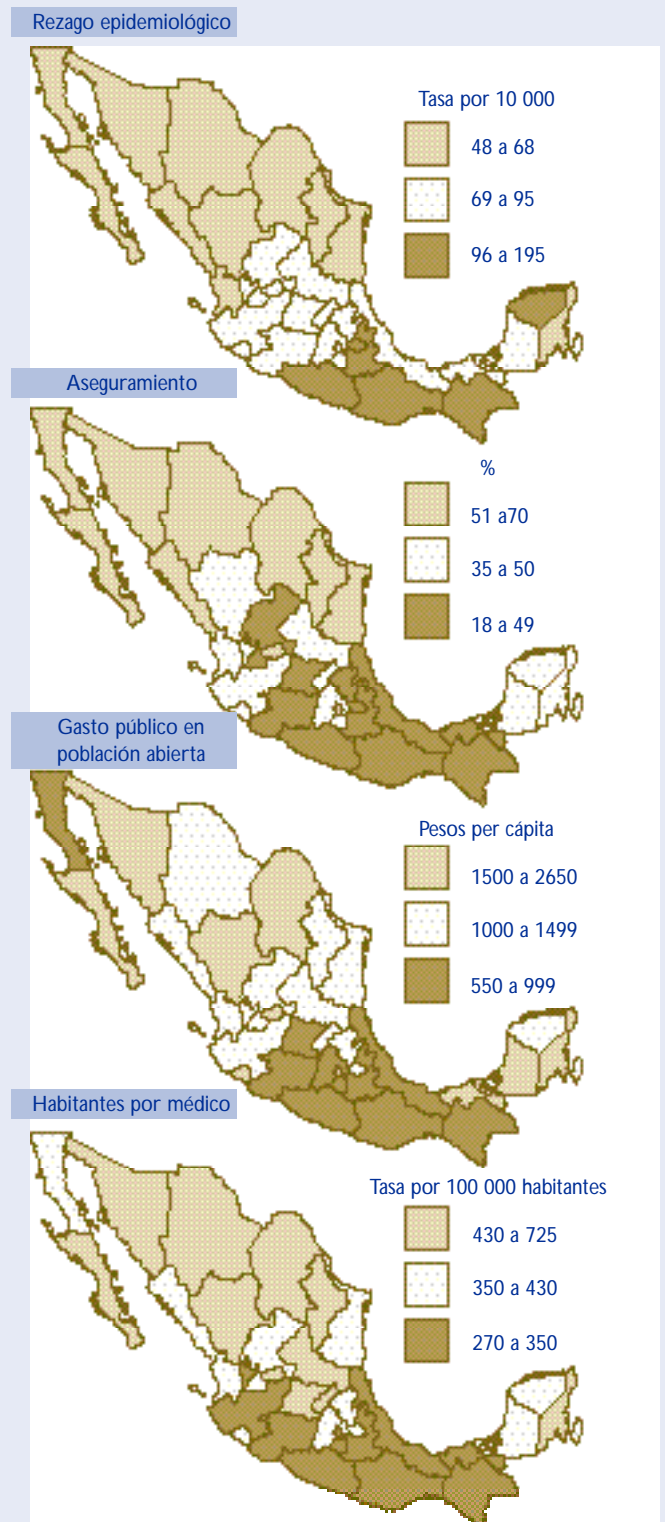 Rezago epidemiológico
Tasa por 10 000
48 a 68
69 a 95
96 a 195
Aseguramiento
%
51 a70
35 a 50
18 a 49
Gasto público en
población abierta
Pesos per cápita
1500 a 2650
1000 a 1499
550 a 999
Habitantes por médico
Tasa por 100 000 habitantes
430 a 725
350 a 430
270 a 350